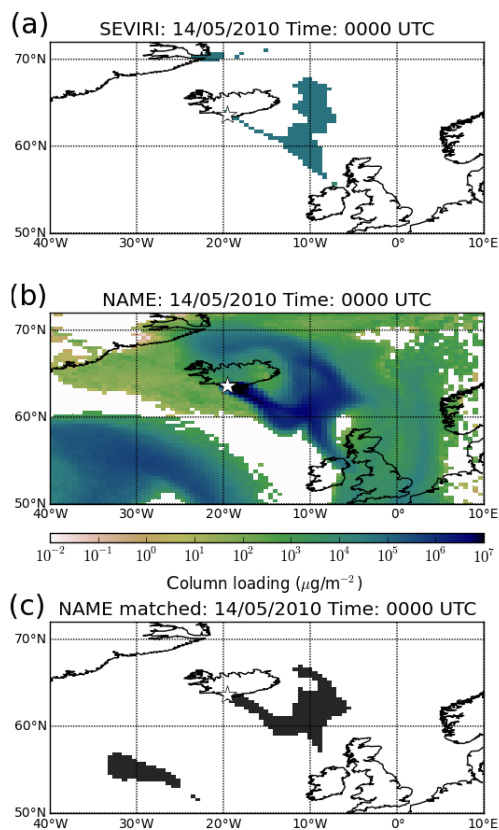 (a)
SEVIRI: 14/05/2010 Time: 0000 UTC
70°N
60°N
50°N
40°W 30°W 20°W 10°W 0° 10°E
(b)
NAME: 14/05/2010 Time: 0000 UTC
70°N
60°N
50°N
40°W 30°W 20°W 10°W 0° 10°E
10⁻² 10⁻¹ 10⁰ 10¹ 10² 10³ 10⁴ 10⁵ 10⁶ 10⁷
Column loading (μg/m⁻²)
(c)
NAME matched: 14/05/2010 Time: 0000 UTC
70°N
60°N
50°N
40°W 30°W 20°W 10°W 0° 10°E